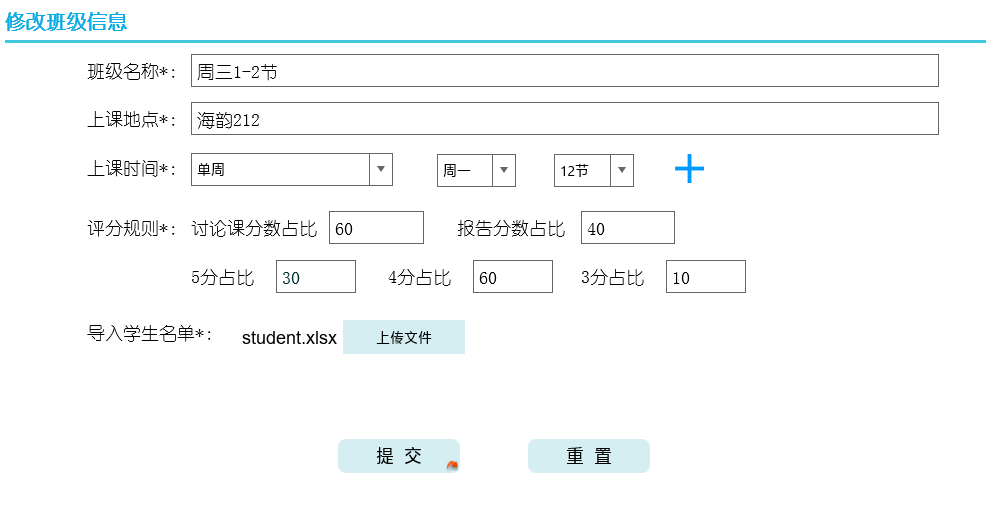 修改班级信息
班级名称*： 周三1-2节
上课地点*： 海韵212
上课时间*： 单周 周一 12节
评分规则*： 讨论课分数占比 60 报告分数占比 40
5分占比 30 4分占比 60 3分占比 10
导入学生名单*： student.xlsx 上传文件
提 交 重 置